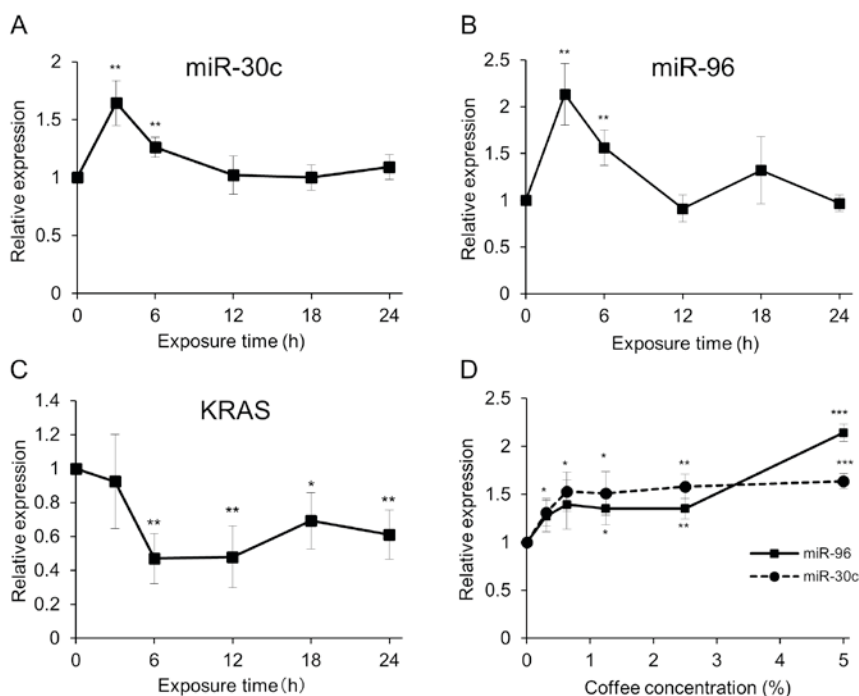 A
miR-30c
Relative expression
2
1.5
1
0.5
0
**
**
0 6 12 18 24
Exposure time (h)
B
miR-96
Relative expression
2.5
2
1.5
1
0.5
0
**
**
0 6 12 18 24
Exposure time (h)
C
KRAS
Relative expression
1.4
1.2
1
0.8
0.6
0.4
0.2
0
**
**
*
**
0 6 12 18 24
Exposure time (h)
D
Relative expression
2.5
2
1.5
1
0.5
0
***
*
*
*
**
***
*
**
miR-96
miR-30c
0 1 2 3 4 5
Coffee concentration (%)